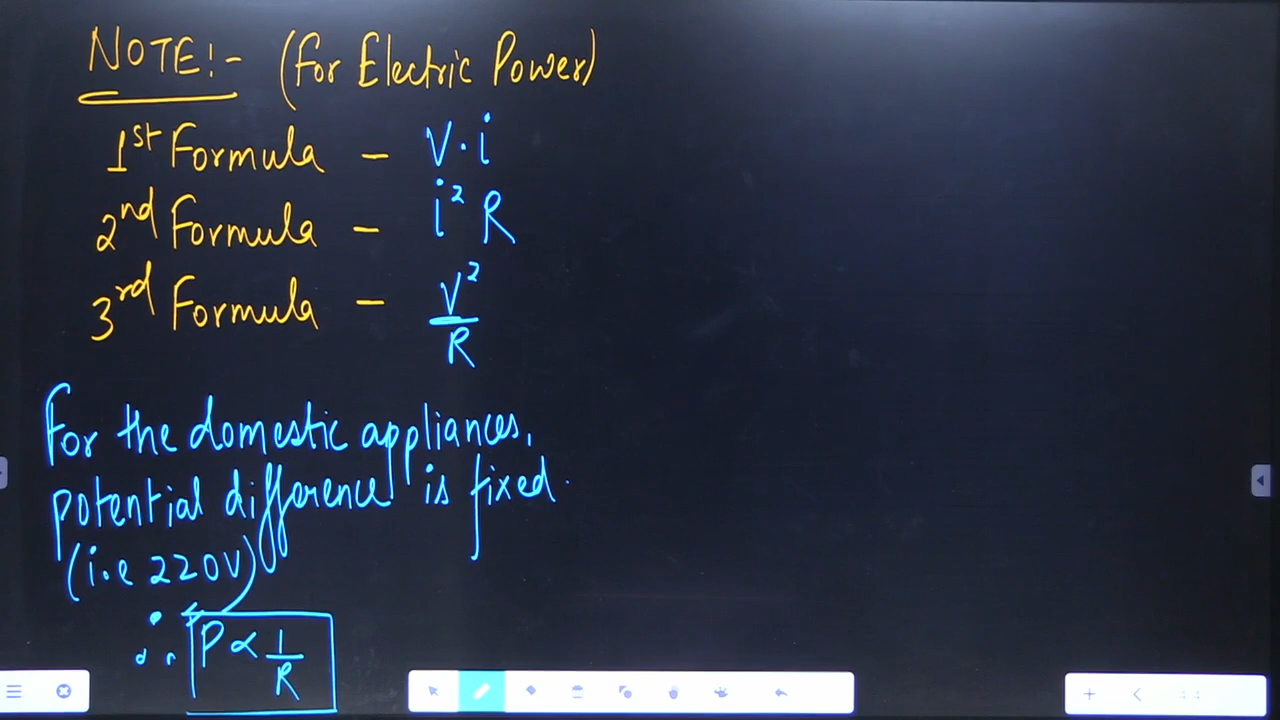 NOTE!- (For Electric Power)
1st Formula - V·i
2nd Formula - i² R
3rd Formula - V²/R
For the domestic appliances,
potential difference is fixed.
(i.e 220V)
∴ P ∝ 1/R